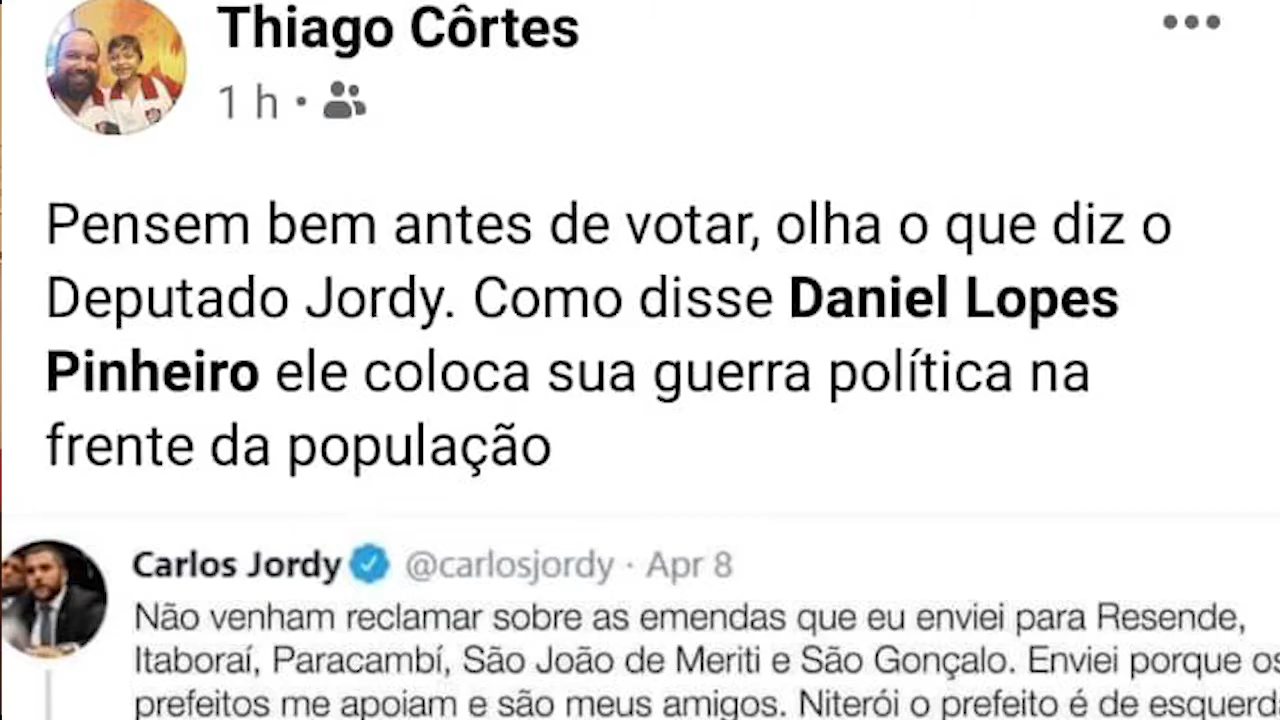 Thiago Côrtes
1 h •
Pensem bem antes de votar, olha o que diz o
Deputado Jordy. Como disse Daniel Lopes
Pinheiro ele coloca sua guerra política na
frente da população
Carlos Jordy @carlosjordy · Apr 8
Não venham reclamar sobre as emendas que eu enviei para Resende,
Itaboraí, Paracambí, São João de Meriti e São Gonçalo. Enviei porque os
prefeitos me apoiam e são meus amigos. Niterói o prefeito é de esquerd